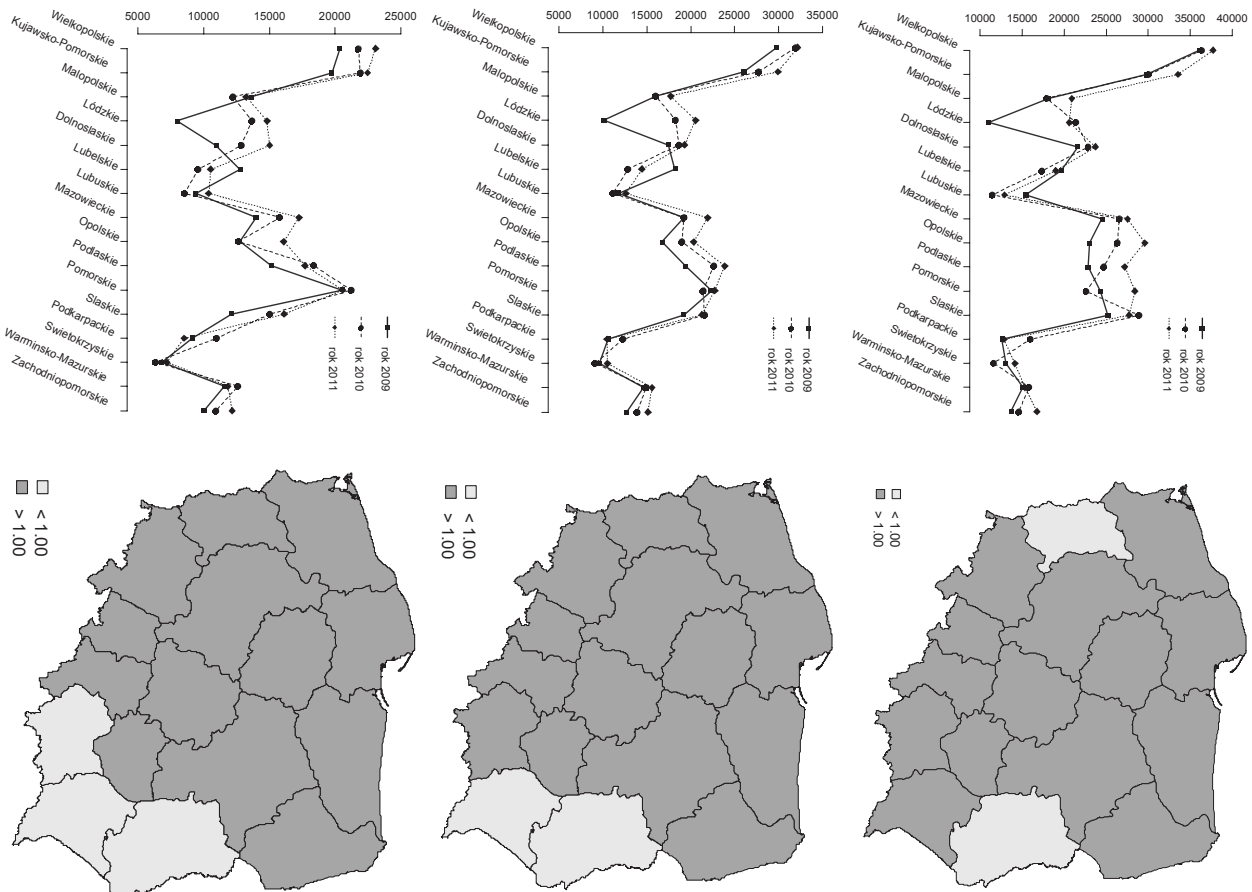 5000 10000 15000 20000 25000
Wielkopolskie
Kujawsko-Pomorskie
Malopolskie
Lódzkie
Dolnoslaskie
Lubelskie
Lubuskie
Mazowieckie
Opolskie
Podlaskie
Pomorskie
Slaskie
Podkarpackie
Swietokrzyskie
Warminsko-Mazurskie
Zachodniopomorskie
rok 2009
rok 2010
rok 2011
5000 10000 15000 20000 25000 30000 35000
Wielkopolskie
Kujawsko-Pomorskie
Malopolskie
Lódzkie
Dolnoslaskie
Lubelskie
Lubuskie
Mazowieckie
Opolskie
Podlaskie
Pomorskie
Slaskie
Podkarpackie
Swietokrzyskie
Warminsko-Mazurskie
Zachodniopomorskie
rok 2009
rok 2010
rok 2011
10000 15000 20000 25000 30000 35000 40000
Wielkopolskie
Kujawsko-Pomorskie
Malopolskie
Lódzkie
Dolnoslaskie
Lubelskie
Lubuskie
Mazowieckie
Opolskie
Podlaskie
Pomorskie
Slaskie
Podkarpackie
Swietokrzyskie
Warminsko-Mazurskie
Zachodniopomorskie
rok 2009
rok 2010
rok 2011
< 1.00
> 1.00
< 1.00
> 1.00
< 1.00
> 1.00